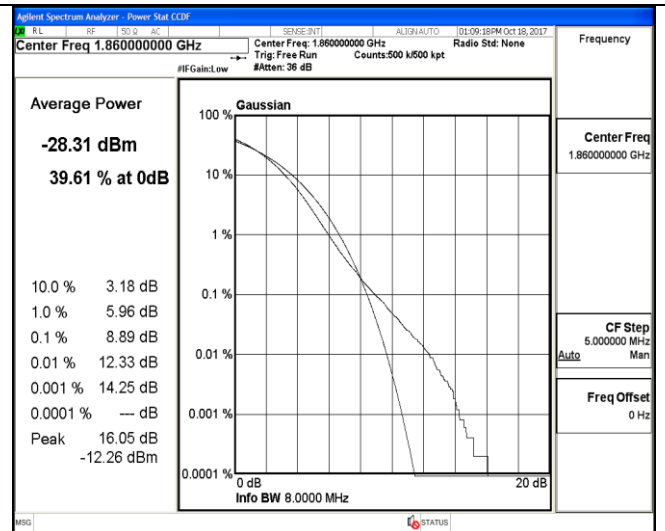 Agilent Spectrum Analyzer - Power Stat CCDF
RL RF 50 Ω AC SENSE:INT ALIGNAUTO 01:09:18PM Oct 18, 2017
Center Freq 1.860000000 GHz
Center Freq: 1.860000000 GHz Radio Std: None
Trig: Free Run Counts:500 k/500 kpt
#IFGain:Low #Atten: 36 dB
Frequency
Average Power
-28.31 dBm
39.61 % at 0dB
10.0 % 3.18 dB
1.0 % 5.96 dB
0.1 % 8.89 dB
0.01 % 12.33 dB
0.001 % 14.25 dB
0.0001 % --- dB
Peak 16.05 dB
-12.26 dBm
Gaussian
100 %
10 %
1 %
0.1 %
0.01 %
0.001 %
0.0001 %
0 dB 20 dB
Info BW 8.0000 MHz
Center Freq
1.860000000 GHz
CF Step
5.000000 MHz
Auto Man
Freq Offset
0 Hz
MSG STATUS